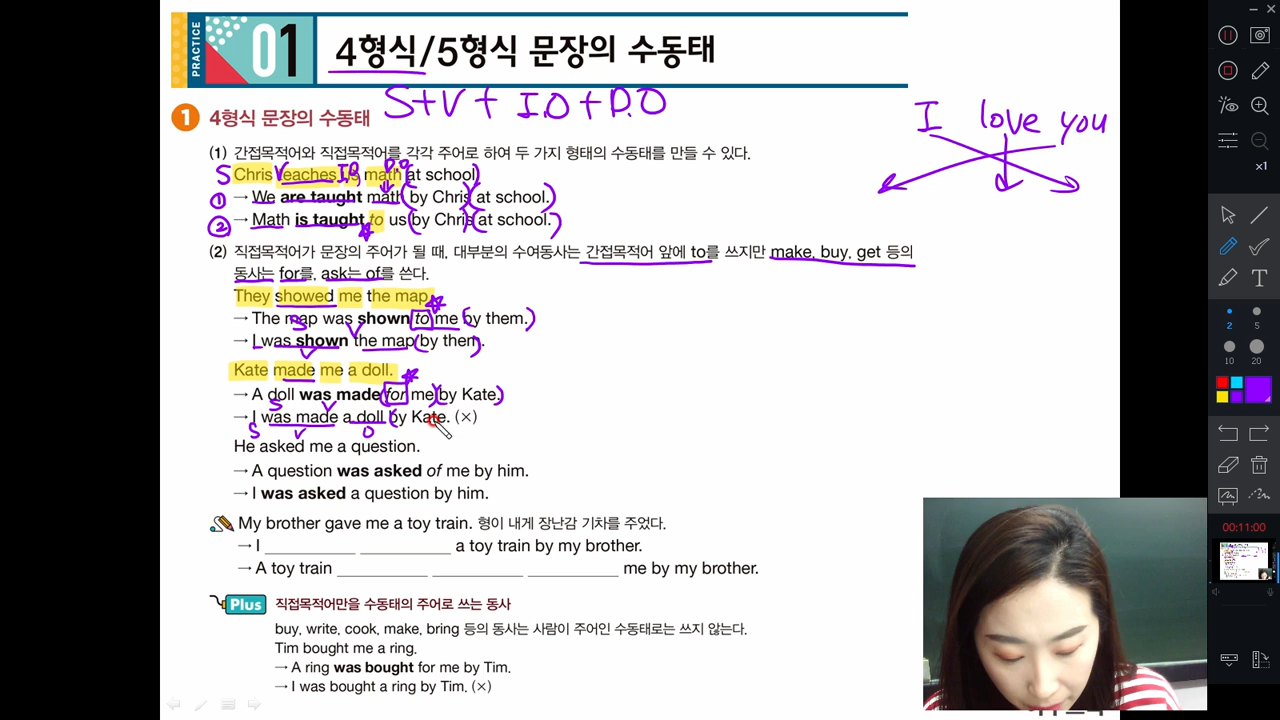 PRACTICE 01 4형식/5형식 문장의 수동태
S+V + I.O + D.O
1 4형식 문장의 수동태
I love you
(1) 간접목적어와 직접목적어를 각각 주어로 하여 두 가지 형태의 수동태를 만들 수 있다.
S V I.O D.O
Chris teaches us math at school.
① → We are taught math by Chris at school.
② → Math is taught to us by Chris at school.
(2) 직접목적어가 문장의 주어가 될 때, 대부분의 수여동사는 간접목적어 앞에 to를 쓰지만 make, buy, get 등의
동사는 for를, ask는 of를 쓴다.
They showed me the map.
→ The map was shown to me by them.
S V
→ I was shown the map by them.
V
Kate made me a doll.
→ A doll was made for me by Kate.
S V
→ I was made a doll by Kate. (×)
S V O
He asked me a question.
→ A question was asked of me by him.
→ I was asked a question by him.
My brother gave me a toy train. 형이 내게 장난감 기차를 주었다.
→ I ____ ____ a toy train by my brother.
→ A toy train ____ ____ ____ me by my brother.
Plus 직접목적어만을 수동태의 주어로 쓰는 동사
buy, write, cook, make, bring 등의 동사는 사람이 주어인 수동태로는 쓰지 않는다.
Tim bought me a ring.
→ A ring was bought for me by Tim.
→ I was bought a ring by Tim. (×)
×1
2 5
10 20
00:11:00